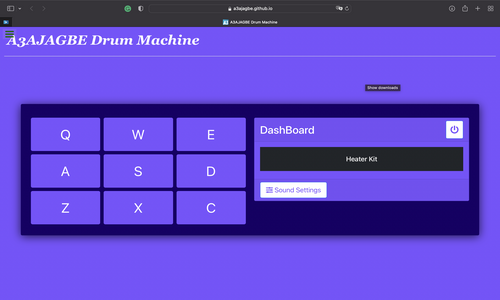 a3ajagbe.github.io
A3AJAGBE Drum Machine
A3AJAGBE Drum Machine
Show downloads
Q W E
A S D
Z X C
DashBoard
Heater Kit
Sound Settings